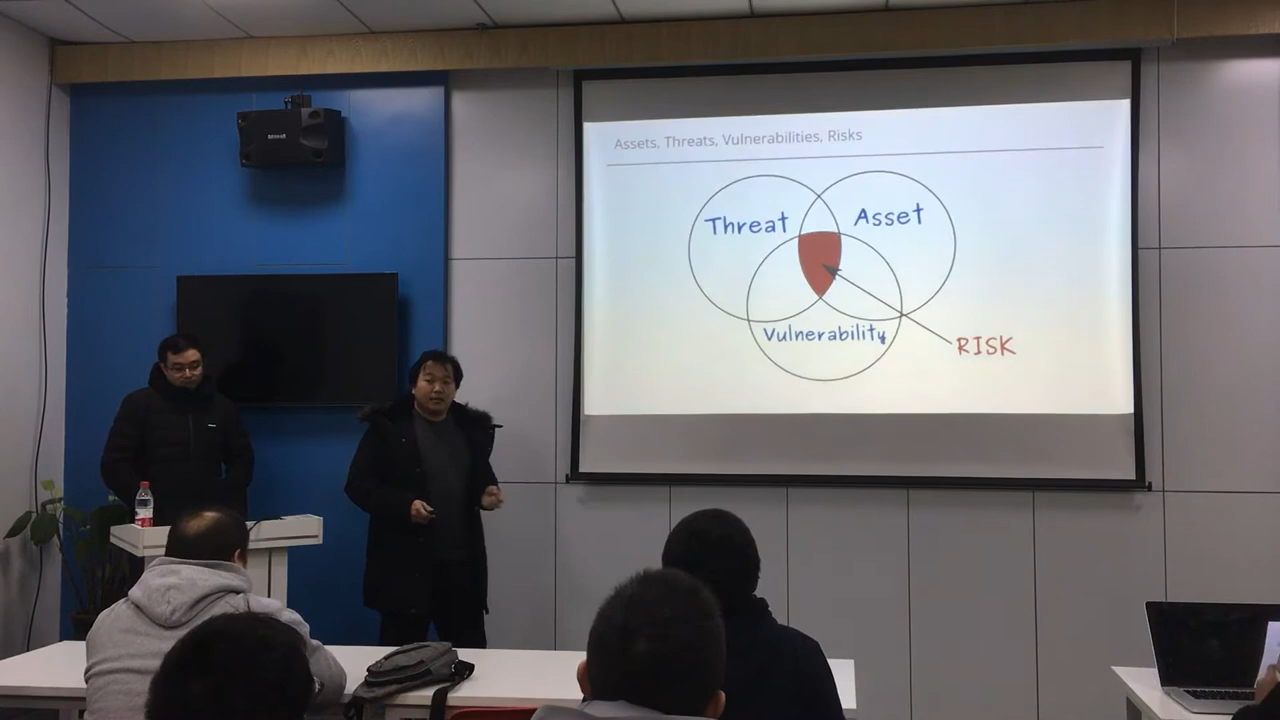 Assets, Threats, Vulnerabilities, Risks
Threat
Asset
Vulnerability
RISK